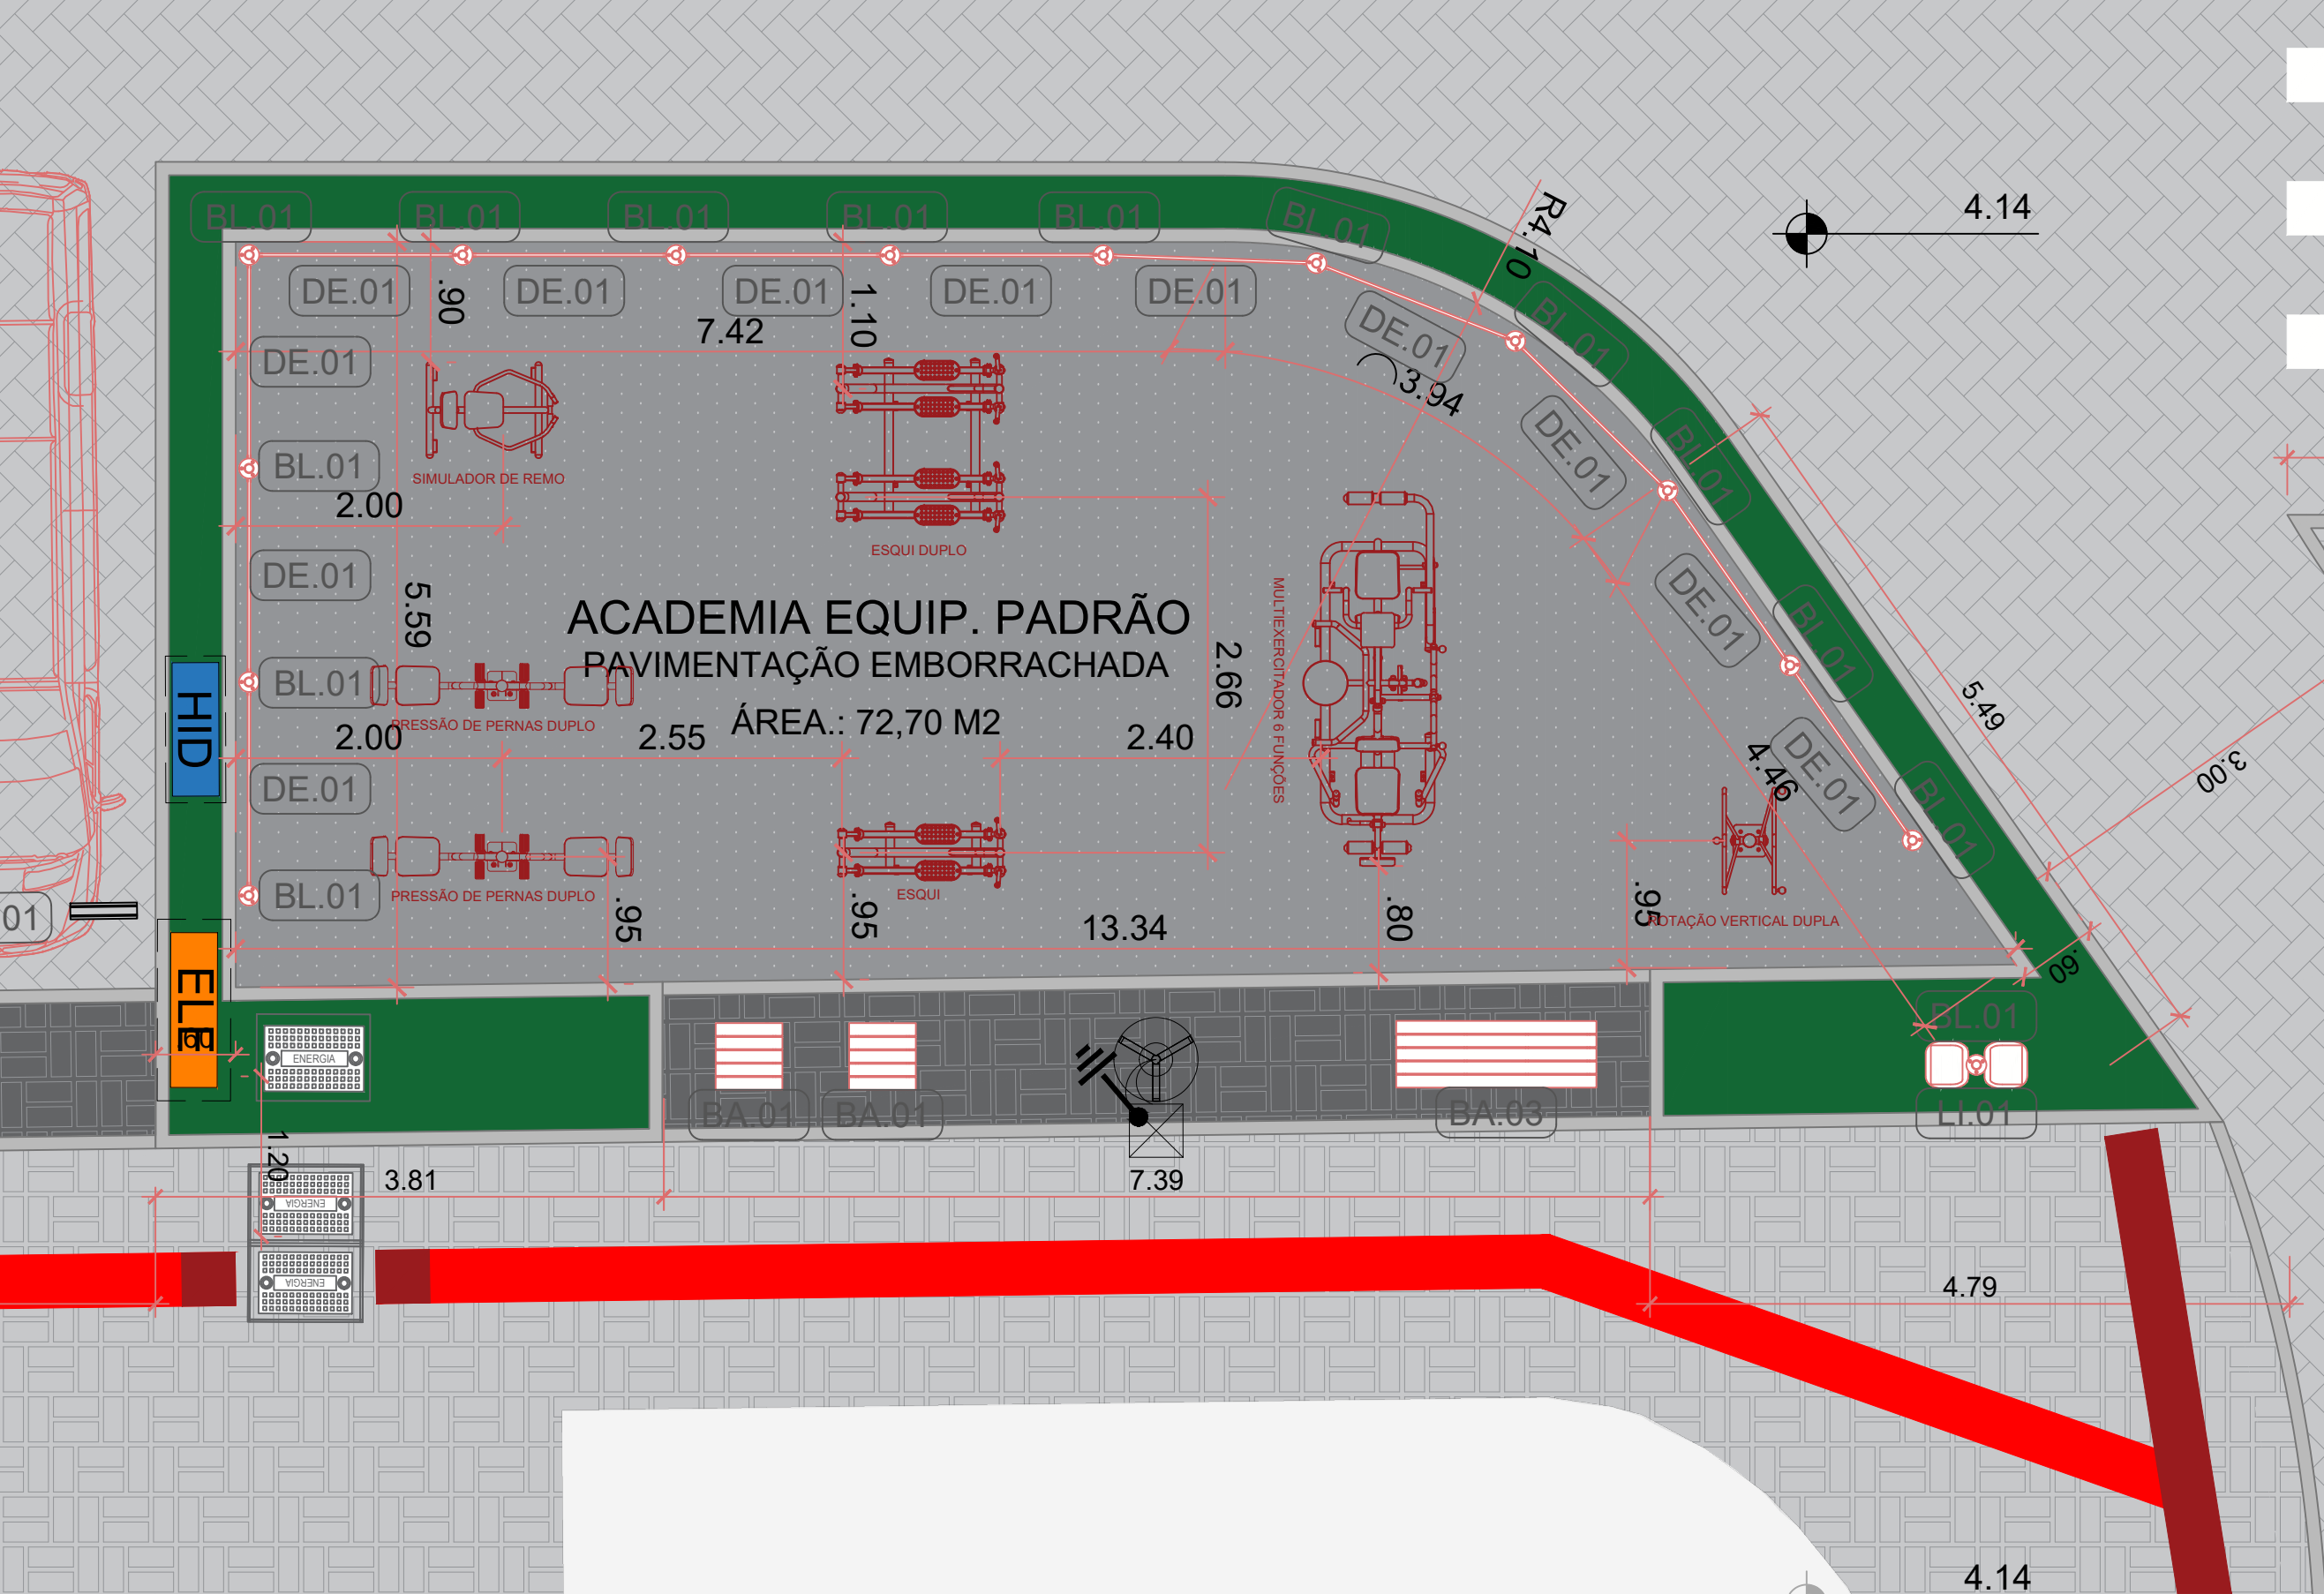 4.14
R4.10
BL.01
BL.01
BL.01
BL.01
BL.01
BL.01
DE.01
DE.01
DE.01
DE.01
DE.01
DE.01
BL.01
.90
1.10
7.42
3.94
DE.01
BL.01
SIMULADOR DE REMO
DE.01
BL.01
2.00
ESQUI DUPLO
DE.01
5.59
ACADEMIA EQUIP. PADRÃO
PAVIMENTAÇÃO EMBORRACHADA
ÁREA.: 72,70 M2
2.66
MULTIEXERCITADOR 6 FUNÇÕES
DE.01
BL.01
BL.01
PRESSÃO DE PERNAS DUPLO
HID
2.00
2.55
2.40
4.46
DE.01
BL.01
5.49
3.00
DE.01
BL.01
PRESSÃO DE PERNAS DUPLO
ESQUI
01
.95
.95
13.34
.80
.95
ROTAÇÃO VERTICAL DUPLA
.60
ELE
.60
ENERGIA
BL.01
BA.01
BA.01
BA.03
LI.01
1.20
3.81
7.39
ENERGIA
ENERGIA
4.79
4.14